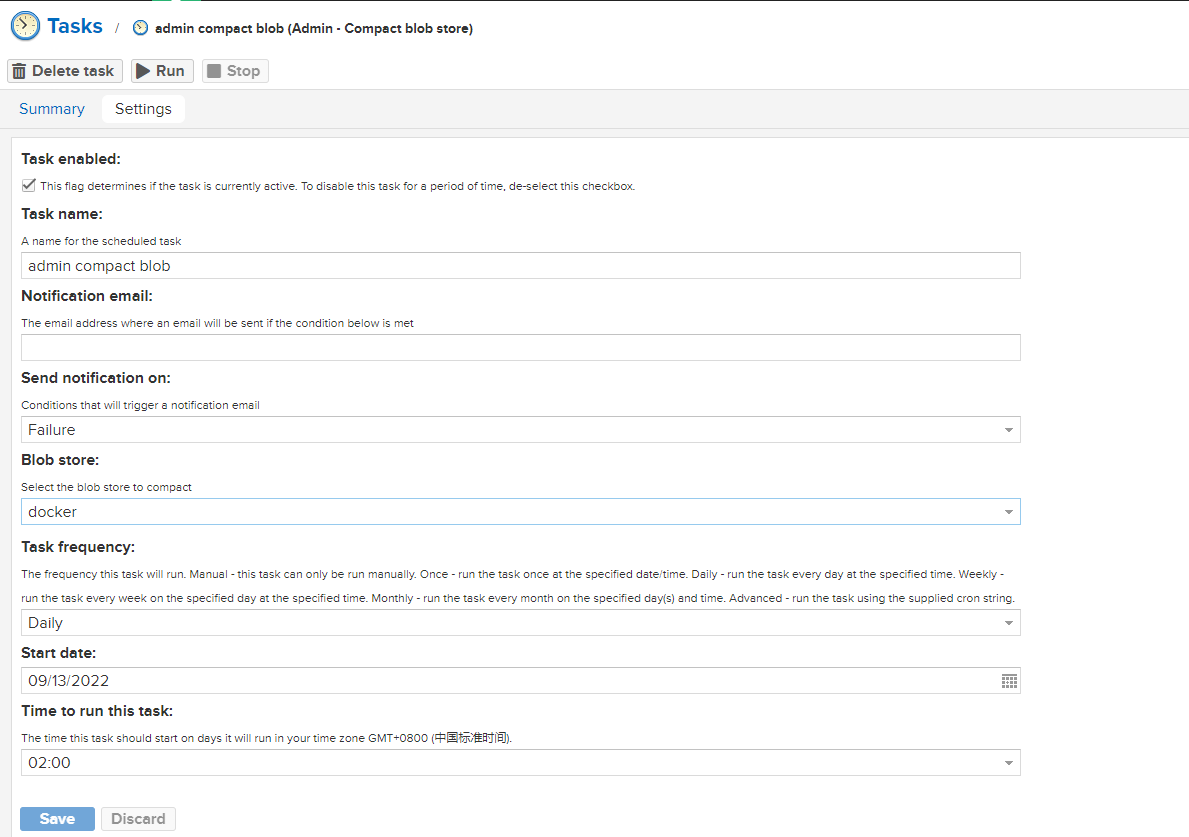 Tasks / admin compact blob (Admin - Compact blob store)
Delete task Run Stop
Summary Settings
Task enabled:
This flag determines if the task is currently active. To disable this task for a period of time, de-select this checkbox.
Task name:
A name for the scheduled task
admin compact blob
Notification email:
The email address where an email will be sent if the condition below is met
Send notification on:
Conditions that will trigger a notification email
Failure
Blob store:
Select the blob store to compact
docker
Task frequency:
The frequency this task will run. Manual - this task can only be run manually. Once - run the task once at the specified date/time. Daily - run the task every day at the specified time. Weekly -
run the task every week on the specified day at the specified time. Monthly - run the task every month on the specified day(s) and time. Advanced - run the task using the supplied cron string.
Daily
Start date:
09/13/2022
Time to run this task:
The time this task should start on days it will run in your time zone GMT+0800 (中国标准时间).
02:00
Save Discard